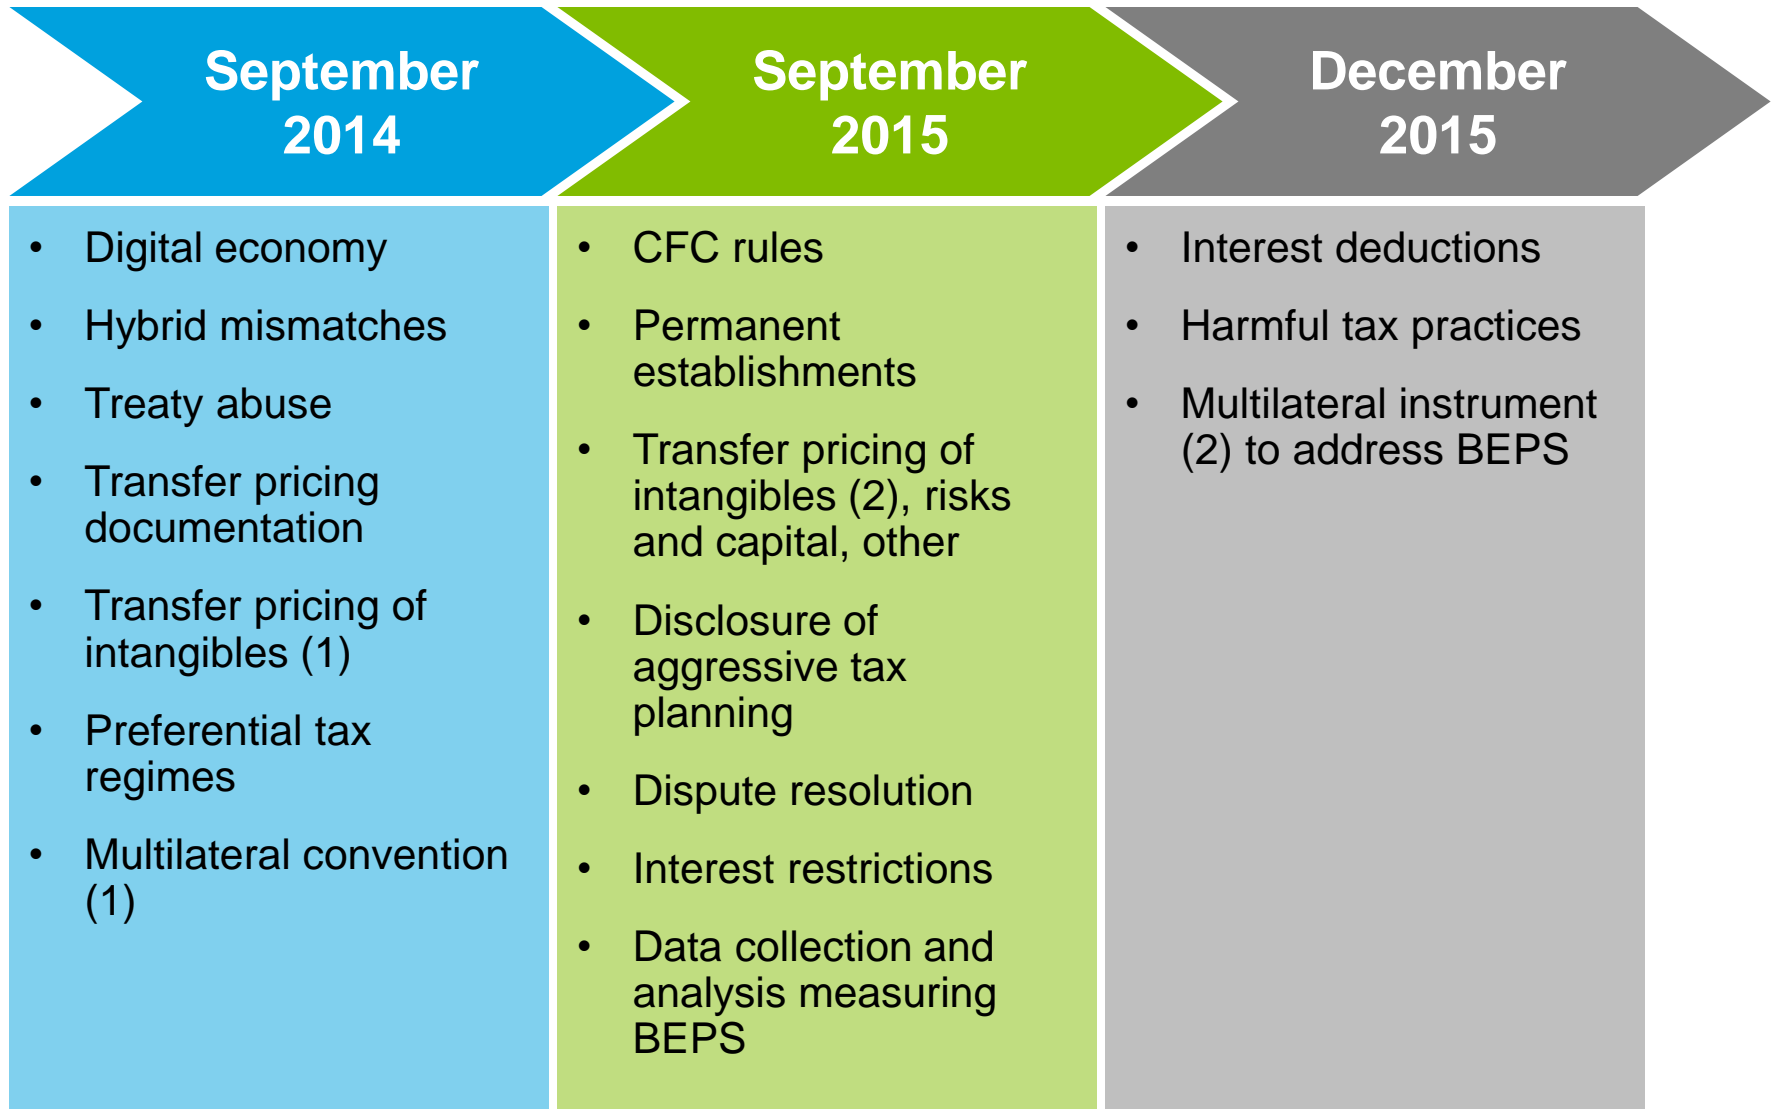 September
2014
• Digital economy
• Hybrid mismatches
• Treaty abuse
• Transfer pricing
documentation
• Transfer pricing of
intangibles (1)
• Preferential tax
regimes
• Multilateral convention
(1)
September
2015
• CFC rules
• Permanent
establishments
• Transfer pricing of
intangibles (2), risks
and capital, other
• Disclosure of
aggressive tax
planning
• Dispute resolution
• Interest restrictions
• Data collection and
analysis measuring
BEPS
December
2015
• Interest deductions
• Harmful tax practices
• Multilateral instrument
(2) to address BEPS